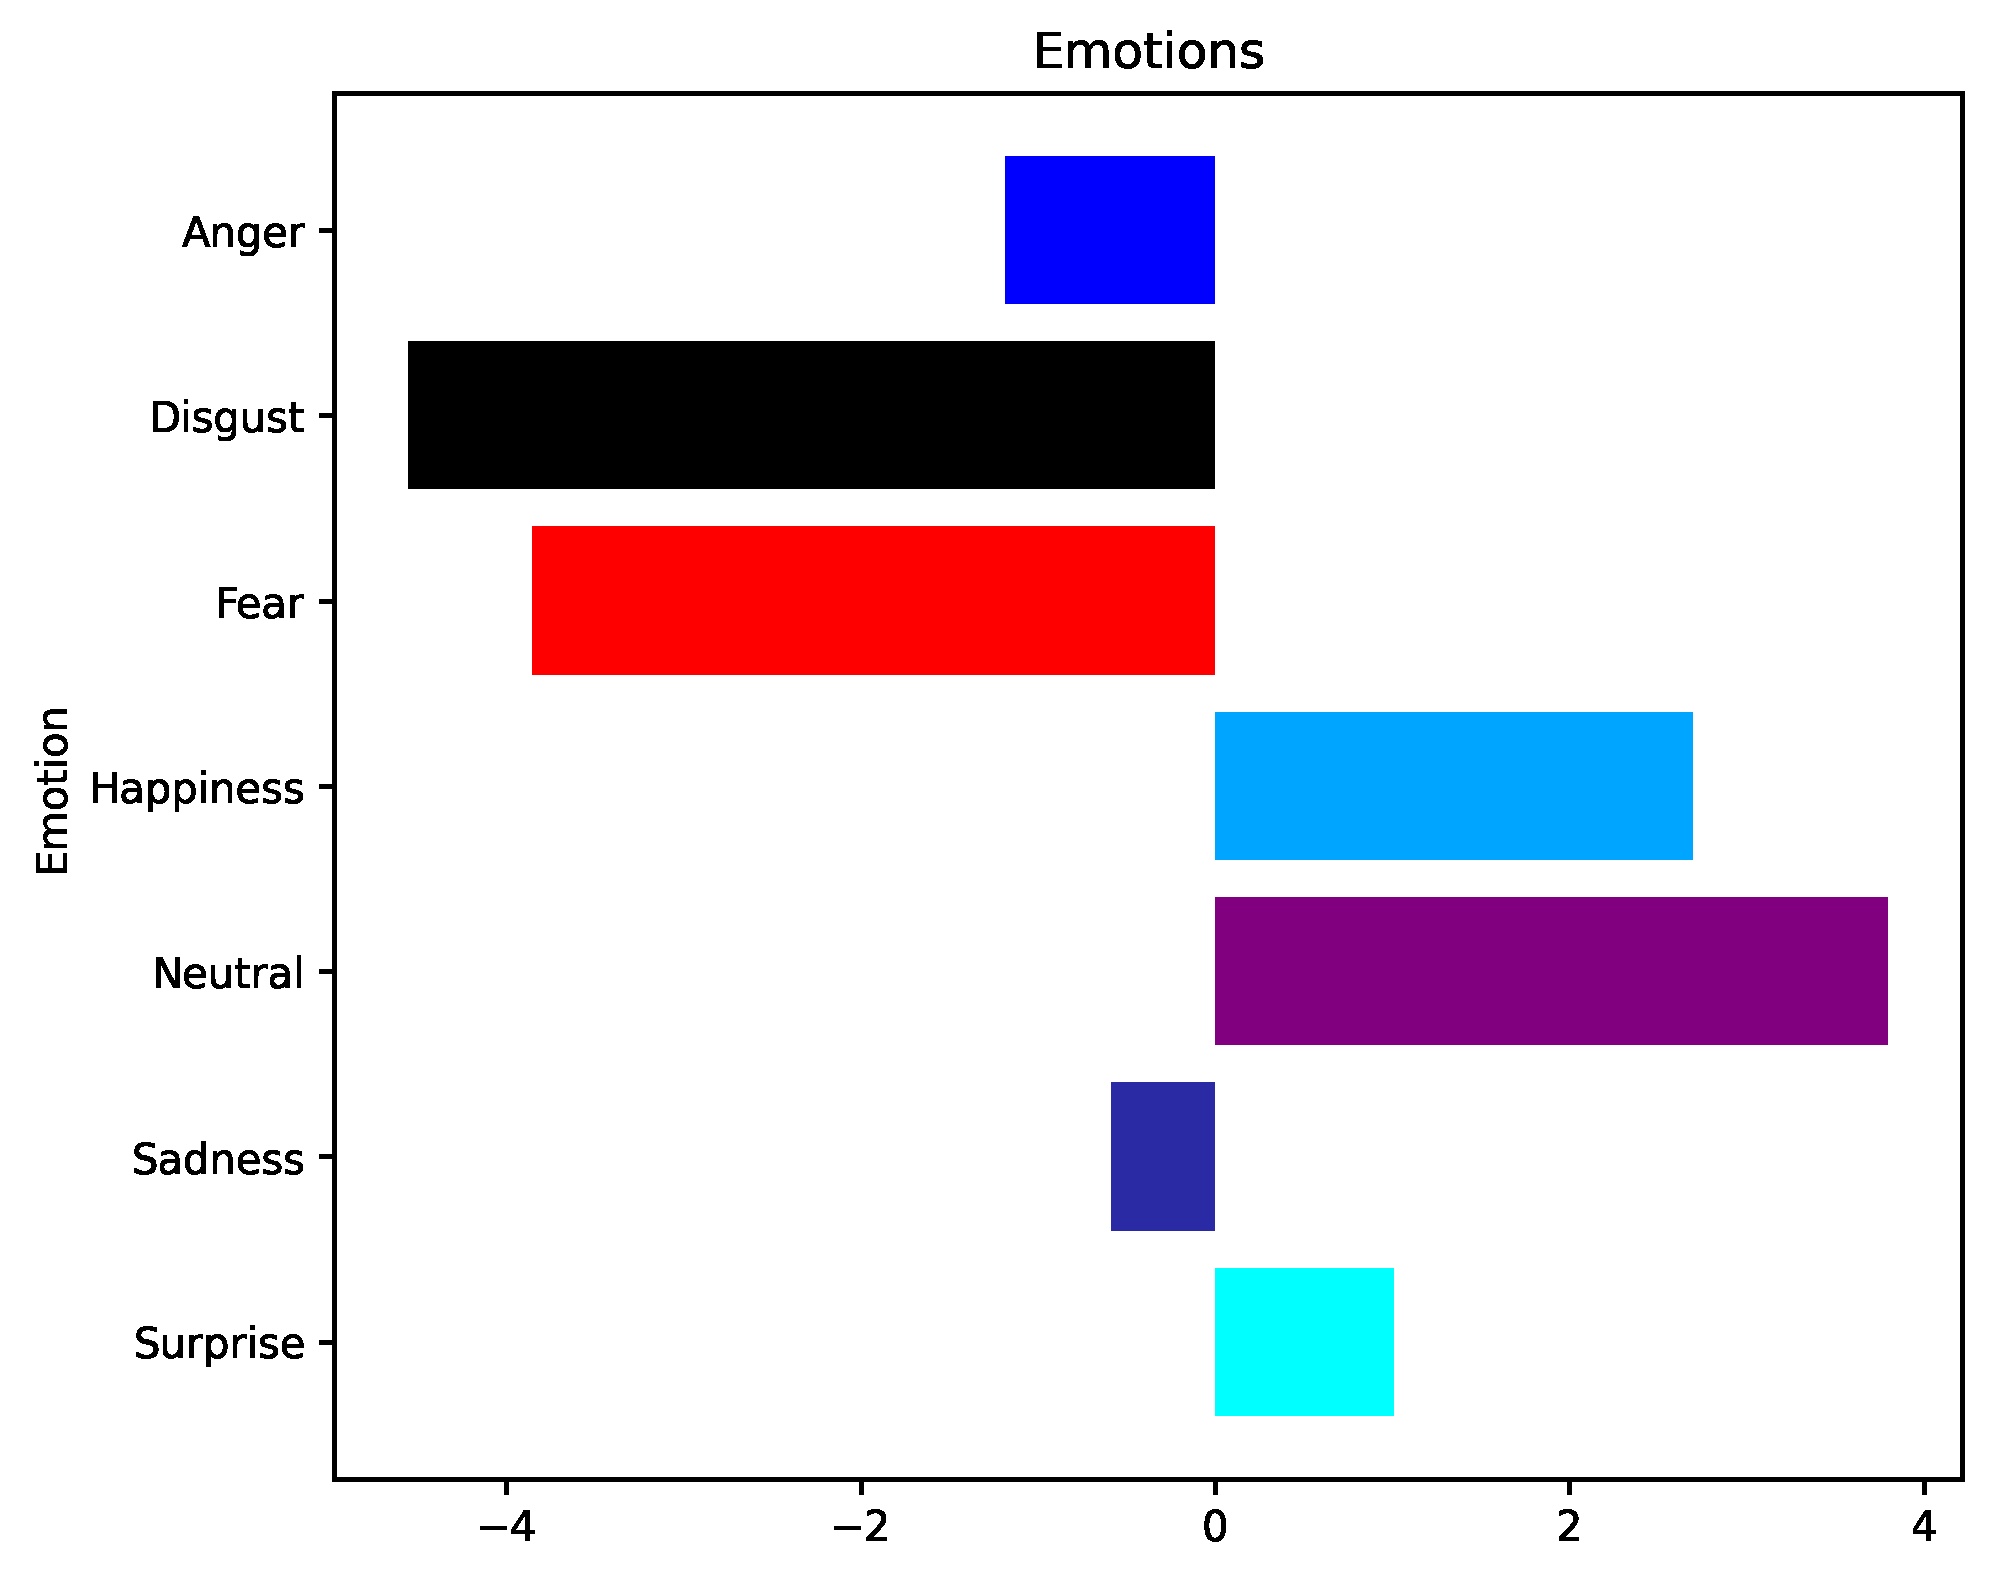 Emotions
Anger
Disgust
Fear
Happiness
Neutral
Sadness
Surprise
Emotion
−4 −2 0 2 4